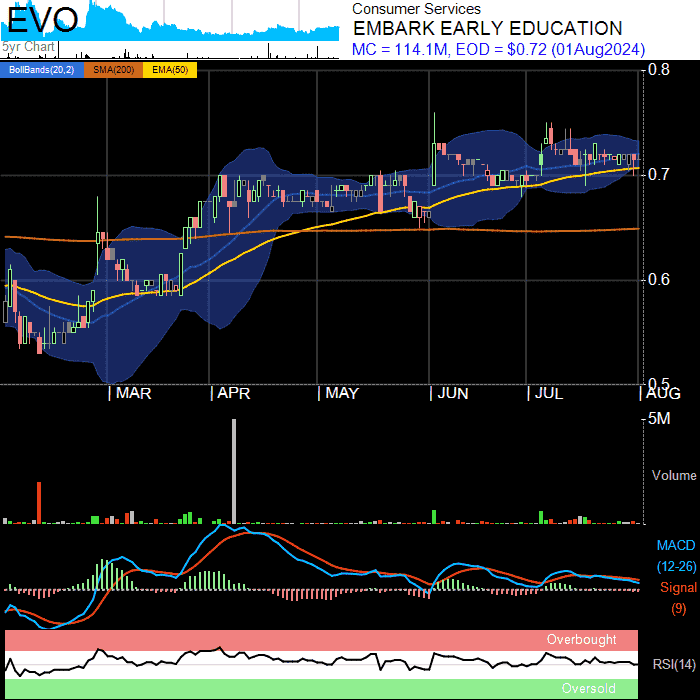 EVO
5yr Chart
Consumer Services
EMBARK EARLY EDUCATION
MC = 114.1M, EOD = $0.72 (01Aug2024)
BollBands(20,2) SMA(200) EMA(50)
0.8
0.7
0.6
0.5
MAR APR MAY JUN JUL AUG
5M
Volume
MACD
(12-26)
Signal
(9)
Overbought
RSI(14)
Oversold